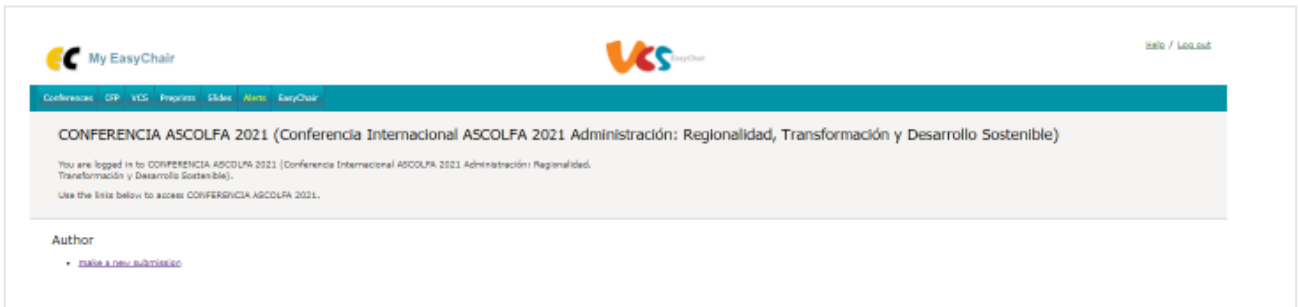 My EasyChair
VCS EasyChair
Help / Log out
Conferences CFP VCS Preprints Slides Alerts EasyChair
CONFERENCIA ASCOLFA 2021 (Conferencia Internacional ASCOLFA 2021 Administración: Regionalidad, Transformación y Desarrollo Sostenible)
You are logged in to CONFERENCIA ASCOLFA 2021 (Conferencia Internacional ASCOLFA 2021 Administración: Regionalidad,
Transformación y Desarrollo Sostenible).
Use the links below to access CONFERENCIA ASCOLFA 2021.
Author
make a new submission